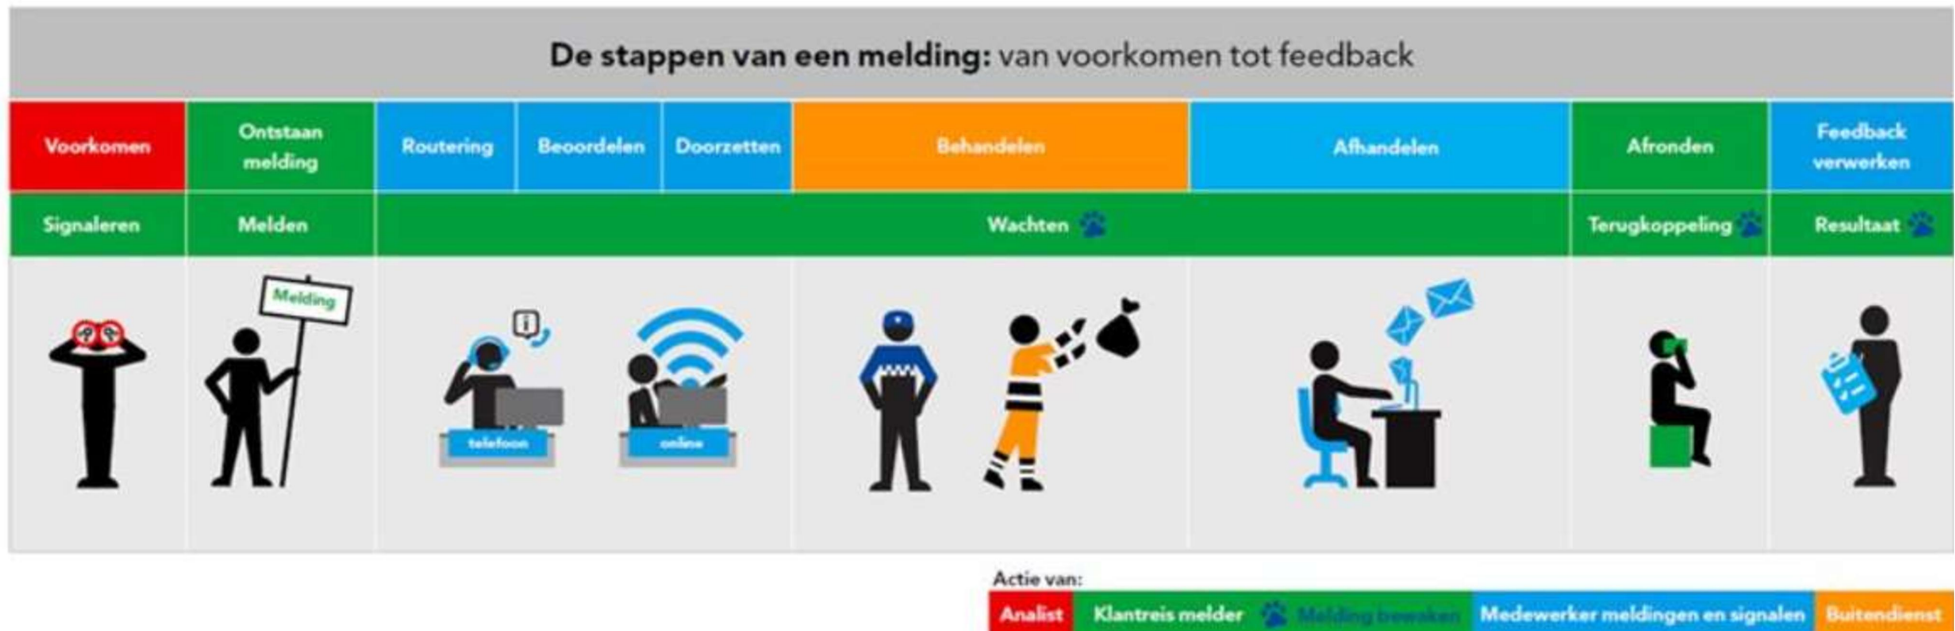 De stappen van een melding: van voorkomen tot feedback
Voorkomen
Ontstaan
melding
Routering
Beoordelen
Doorzetten
Behandelen
Afhandelen
Afronden
Feedback
verwerken
Signaleren
Melden
Wachten
Terugkoppeling
Resultaat
Melding
i
telefoon
online
Actie van:
Analist
Klantreis melder
Melding bewaken
Medewerker meldingen en signalen
Buitendienst